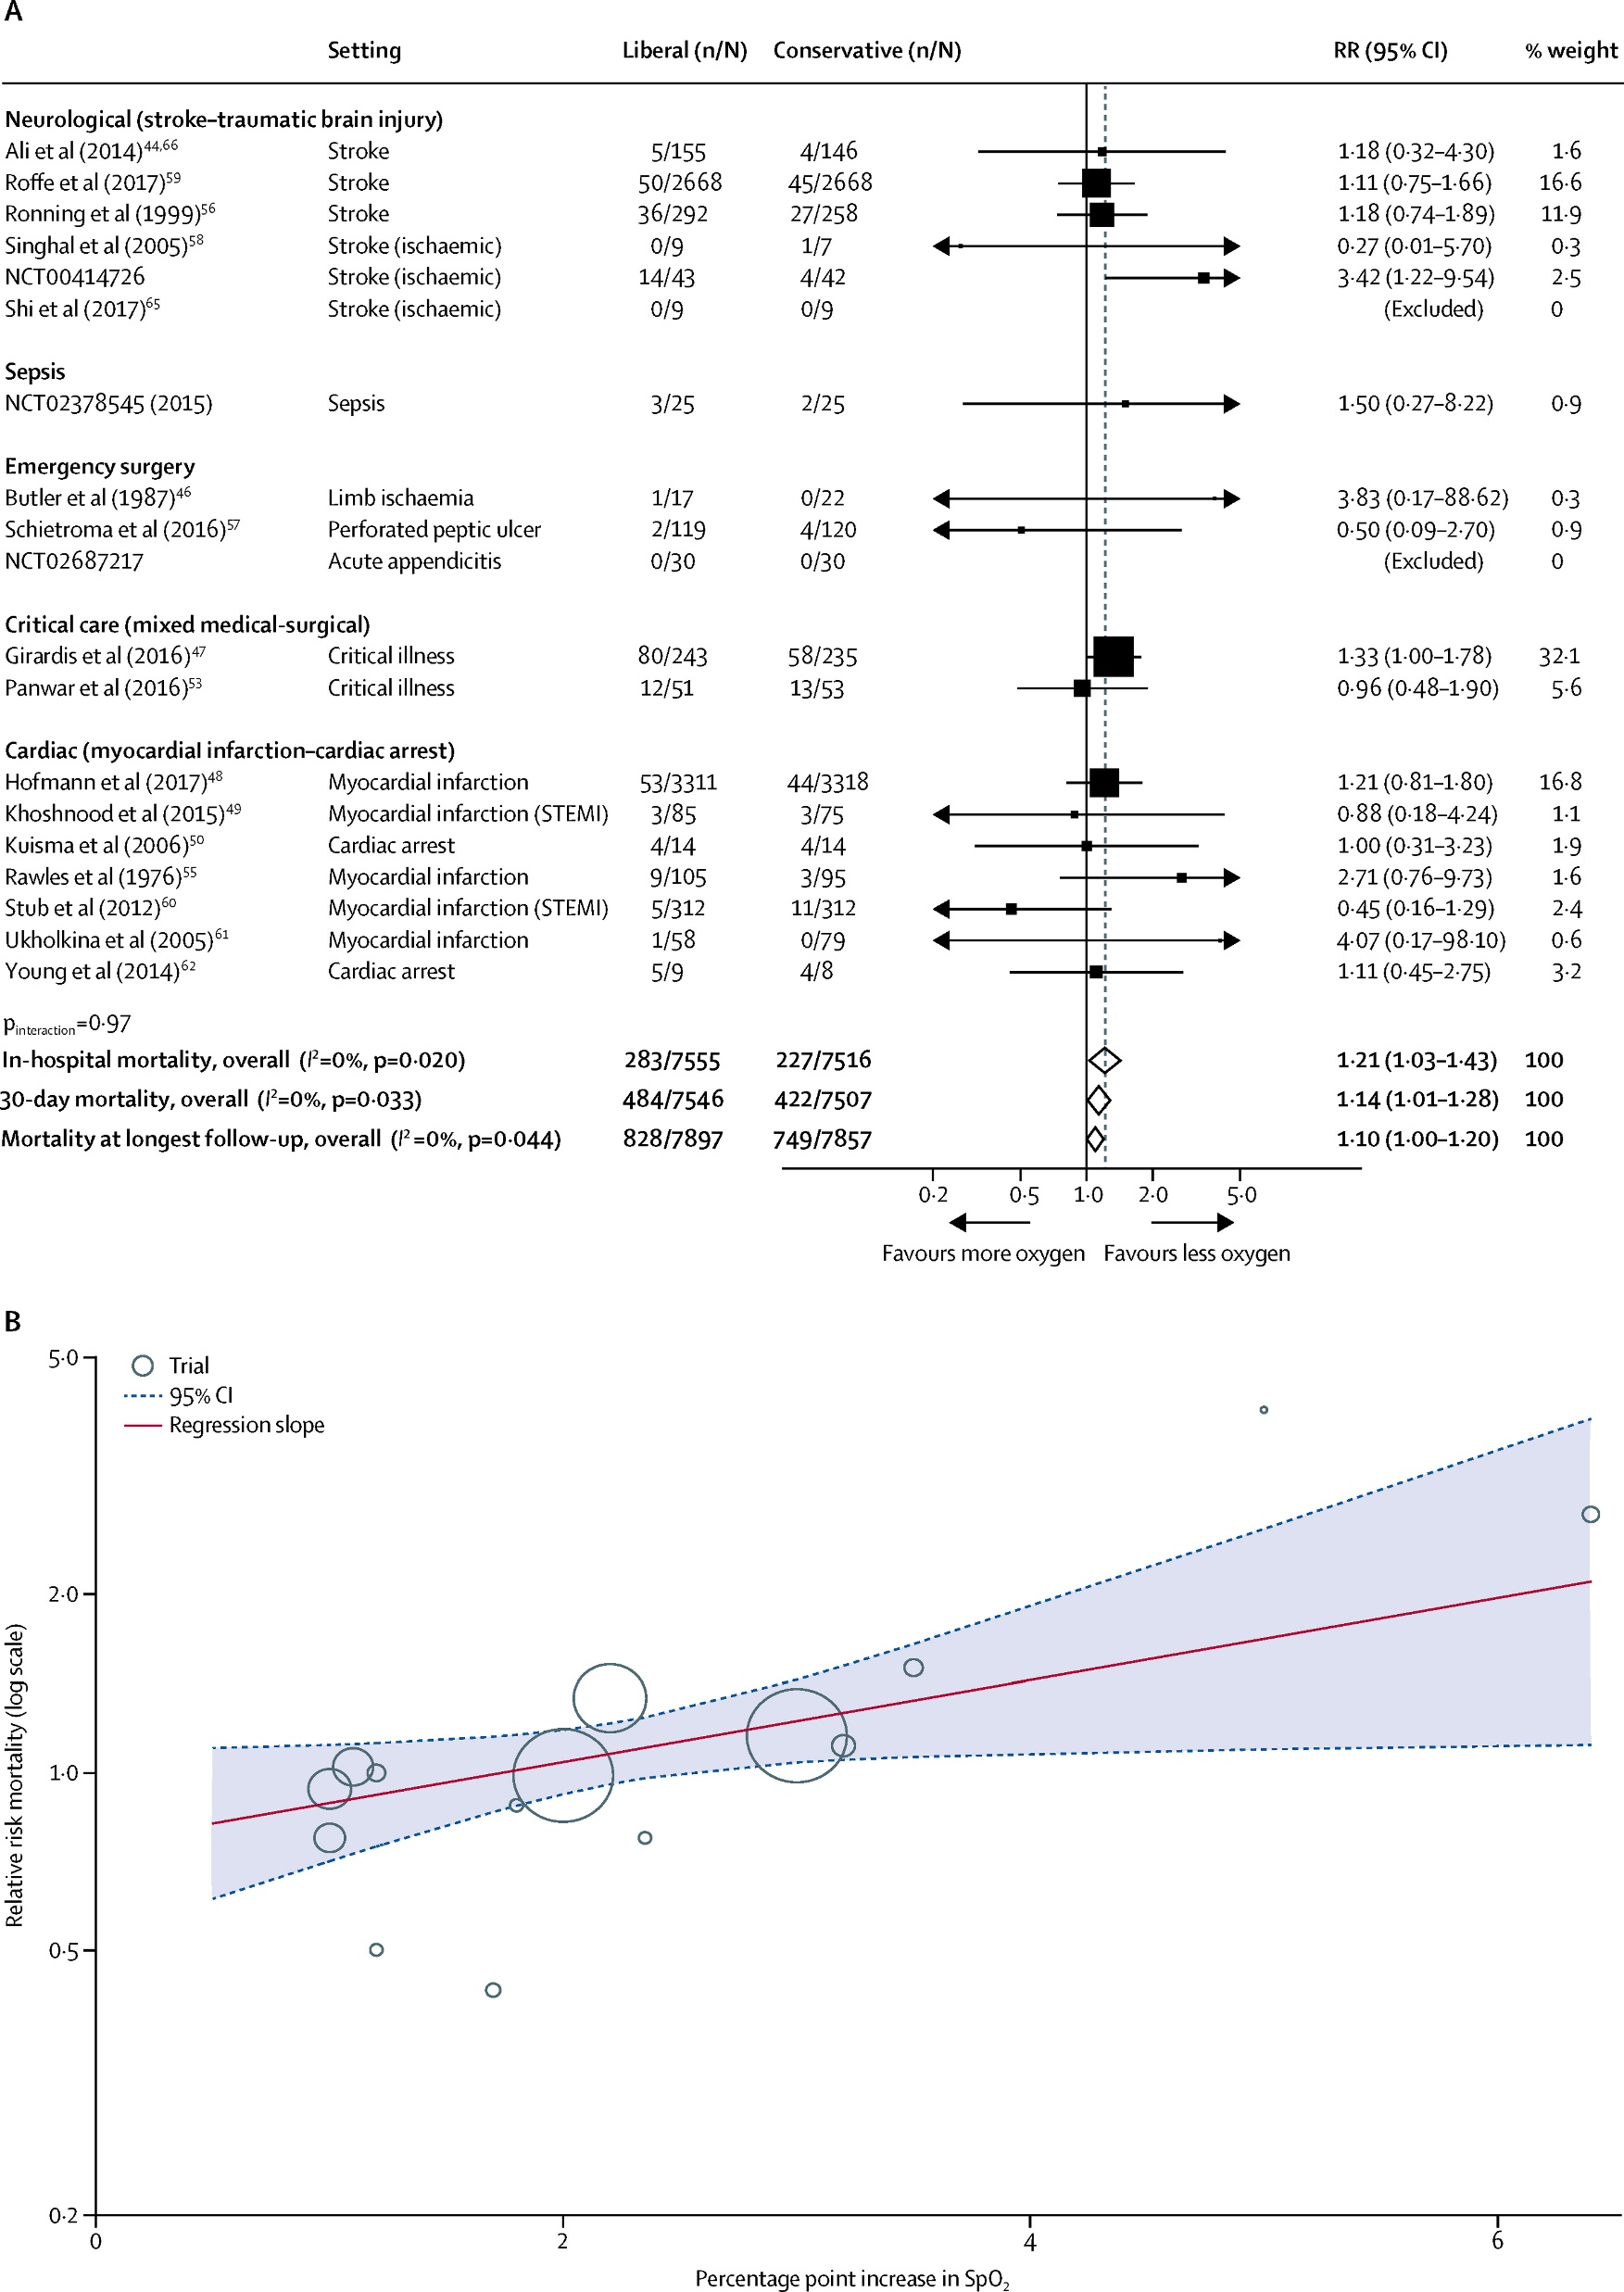 A
Setting Liberal (n/N) Conservative (n/N) RR (95% CI) % weight
Neurological (stroke–traumatic brain injury)
Ali et al (2014)44,66 Stroke 5/155 4/146 1·18 (0·32–4·30) 1·6
Roffe et al (2017)59 Stroke 50/2668 45/2668 1·11 (0·75–1·66) 16·6
Ronning et al (1999)56 Stroke 36/292 27/258 1·18 (0·74–1·89) 11·9
Singhal et al (2005)58 Stroke (ischaemic) 0/9 1/7 0·27 (0·01–5·70) 0·3
NCT00414726 Stroke (ischaemic) 14/43 4/42 3·42 (1·22–9·54) 2·5
Shi et al (2017)65 Stroke (ischaemic) 0/9 0/9 (Excluded) 0
Sepsis
NCT02378545 (2015) Sepsis 3/25 2/25 1·50 (0·27–8·22) 0·9
Emergency surgery
Butler et al (1987)46 Limb ischaemia 1/17 0/22 3·83 (0·17–88·62) 0·3
Schietroma et al (2016)57 Perforated peptic ulcer 2/119 4/120 0·50 (0·09–2·70) 0·9
NCT02687217 Acute appendicitis 0/30 0/30 (Excluded) 0
Critical care (mixed medical-surgical)
Girardis et al (2016)47 Critical illness 80/243 58/235 1·33 (1·00–1·78) 32·1
Panwar et al (2016)53 Critical illness 12/51 13/53 0·96 (0·48–1·90) 5·6
Cardiac (myocardial infarction–cardiac arrest)
Hofmann et al (2017)48 Myocardial infarction 53/3311 44/3318 1·21 (0·81–1·80) 16·8
Khoshnood et al (2015)49 Myocardial infarction (STEMI) 3/85 3/75 0·88 (0·18–4·24) 1·1
Kuisma et al (2006)50 Cardiac arrest 4/14 4/14 1·00 (0·31–3·23) 1·9
Rawles et al (1976)55 Myocardial infarction 9/105 3/95 2·71 (0·76–9·73) 1·6
Stub et al (2012)60 Myocardial infarction (STEMI) 5/312 11/312 0·45 (0·16–1·29) 2·4
Ukholkina et al (2005)61 Myocardial infarction 1/58 0/79 4·07 (0·17–98·10) 0·6
Young et al (2014)62 Cardiac arrest 5/9 4/8 1·11 (0·45–2·75) 3·2
pinteraction=0·97
In-hospital mortality, overall (I2=0%, p=0·020) 283/7555 227/7516 1·21 (1·03–1·43) 100
30-day mortality, overall (I2=0%, p=0·033) 484/7546 422/7507 1·14 (1·01–1·28) 100
Mortality at longest follow-up, overall (I2=0%, p=0·044) 828/7897 749/7857 1·10 (1·00–1·20) 100
0·2 0·5 1·0 2·0 5·0
Favours more oxygen Favours less oxygen
B
Trial
95% CI
Regression slope
Relative risk mortality (log scale)
5·0
2·0
1·0
0·5
0·2
0 2 4 6
Percentage point increase in SpO2